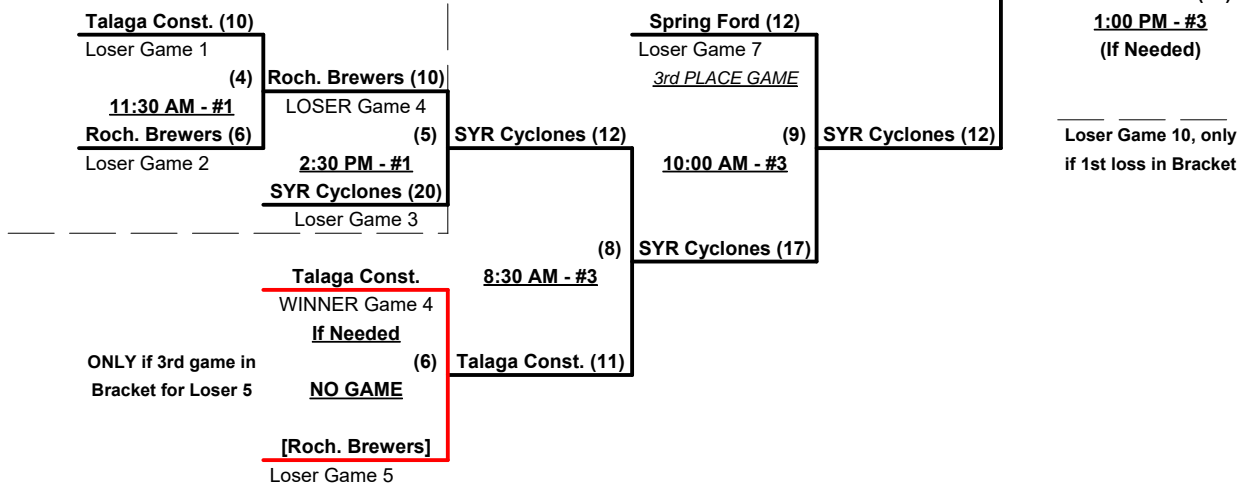 Talaga Const. (10)
Loser Game 1
(4)
11:30 AM - #1
Roch. Brewers (6)
Loser Game 2
Roch. Brewers (10)
LOSER Game 4
(5)
2:30 PM - #1
SYR Cyclones (20)
Loser Game 3
Talaga Const.
WINNER Game 4
If Needed
(6)
NO GAME
ONLY if 3rd game in
Bracket for Loser 5
[Roch. Brewers]
Loser Game 5
SYR Cyclones (12)
(8)
8:30 AM - #3
Talaga Const. (11)
Spring Ford (12)
Loser Game 7
3rd PLACE GAME
(9)
10:00 AM - #3
SYR Cyclones (17)
SYR Cyclones (12)
1:00 PM - #3
(If Needed)
Loser Game 10, only
if 1st loss in Bracket